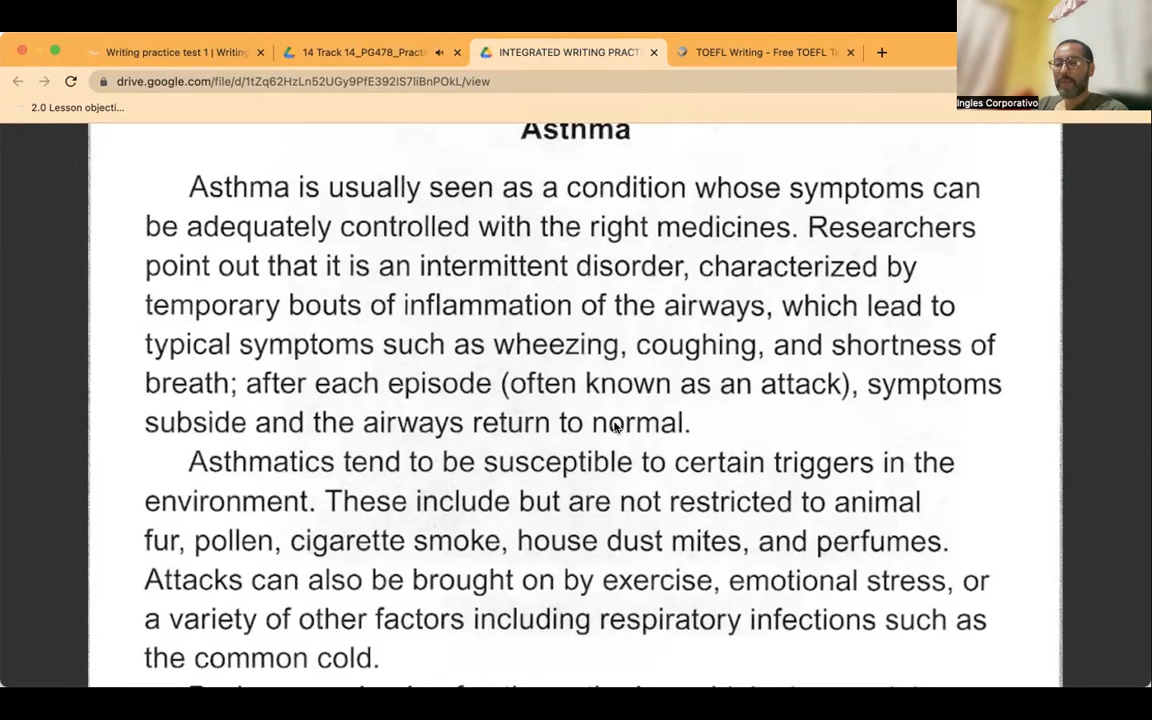 Writing practice test 1 | Writing
14 Track 14_PG478_Practi
INTEGRATED WRITING PRACT
TOEFL Writing - Free TOEFL Te
drive.google.com/file/d/1tZq62HzLn52UGy9PfE392IS7liBnPOkL/view
Ingles Corporativo
2.0 Lesson objecti...
Asthma
Asthma is usually seen as a condition whose symptoms can
be adequately controlled with the right medicines. Researchers
point out that it is an intermittent disorder, characterized by
temporary bouts of inflammation of the airways, which lead to
typical symptoms such as wheezing, coughing, and shortness of
breath; after each episode (often known as an attack), symptoms
subside and the airways return to normal.
Asthmatics tend to be susceptible to certain triggers in the
environment. These include but are not restricted to animal
fur, pollen, cigarette smoke, house dust mites, and perfumes.
Attacks can also be brought on by exercise, emotional stress, or
a variety of other factors including respiratory infections such as
the common cold.